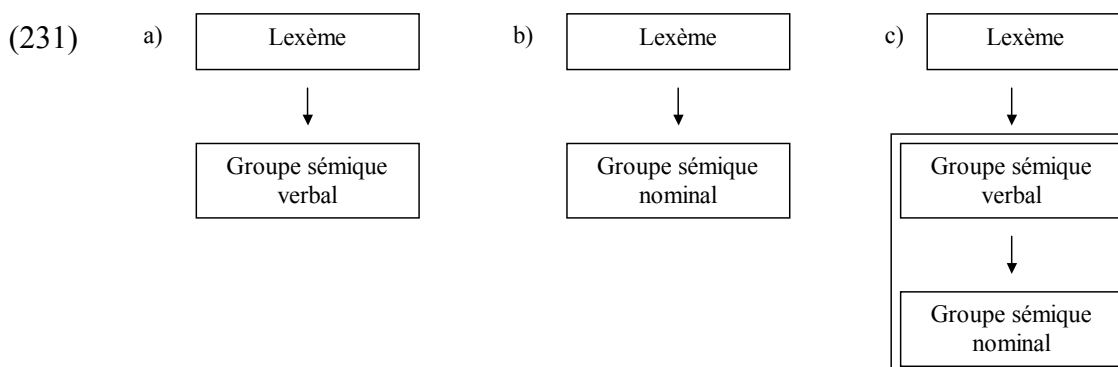 (231)
a)
Lexème
Groupe sémique
verbal
b)
Lexème
Groupe sémique
nominal
c)
Lexème
Groupe sémique
verbal
Groupe sémique
nominal